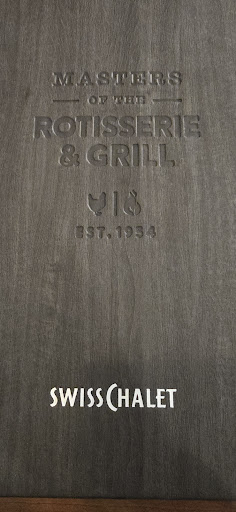 MASTERS
OF THE
ROTISSERIE
& GRILL
EST. 1954
SWISS CHALET